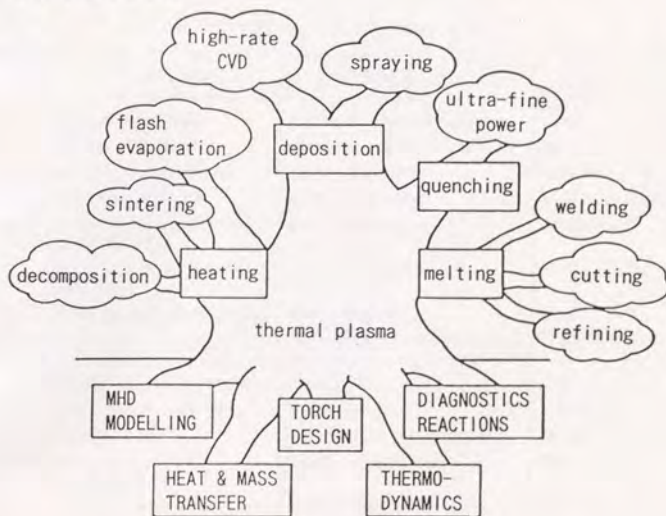 high-rate
CVD
spraying
ultra-fine
power
flash
evaporation
deposition
quenching
sintering
welding
decomposition
heating
melting
cutting
refining
thermal plasma
MHD
MODELLING
TORCH
DESIGN
DIAGNOSTICS
REACTIONS
HEAT & MASS
TRANSFER
THERMO-
DYNAMICS